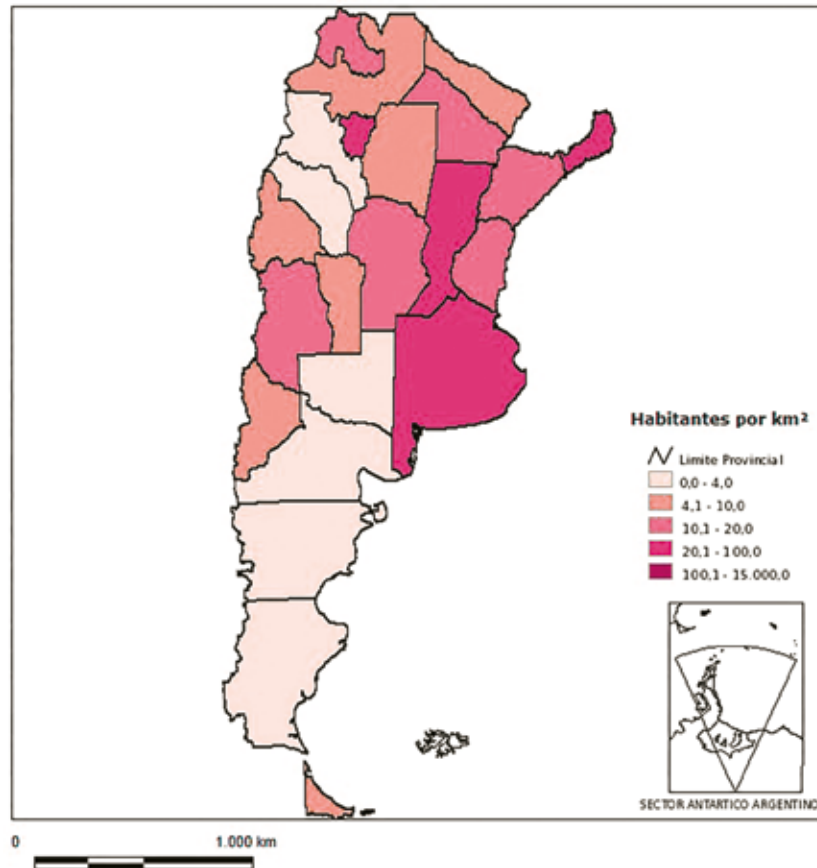 Habitantes por km²
Limite Provincial
0,0 - 4,0
4,1 - 10,0
10,1 - 20,0
20,1 - 100,0
100,1 - 15.000,0
SECTOR ANTARTICO ARGENTINO
0 1.000 km